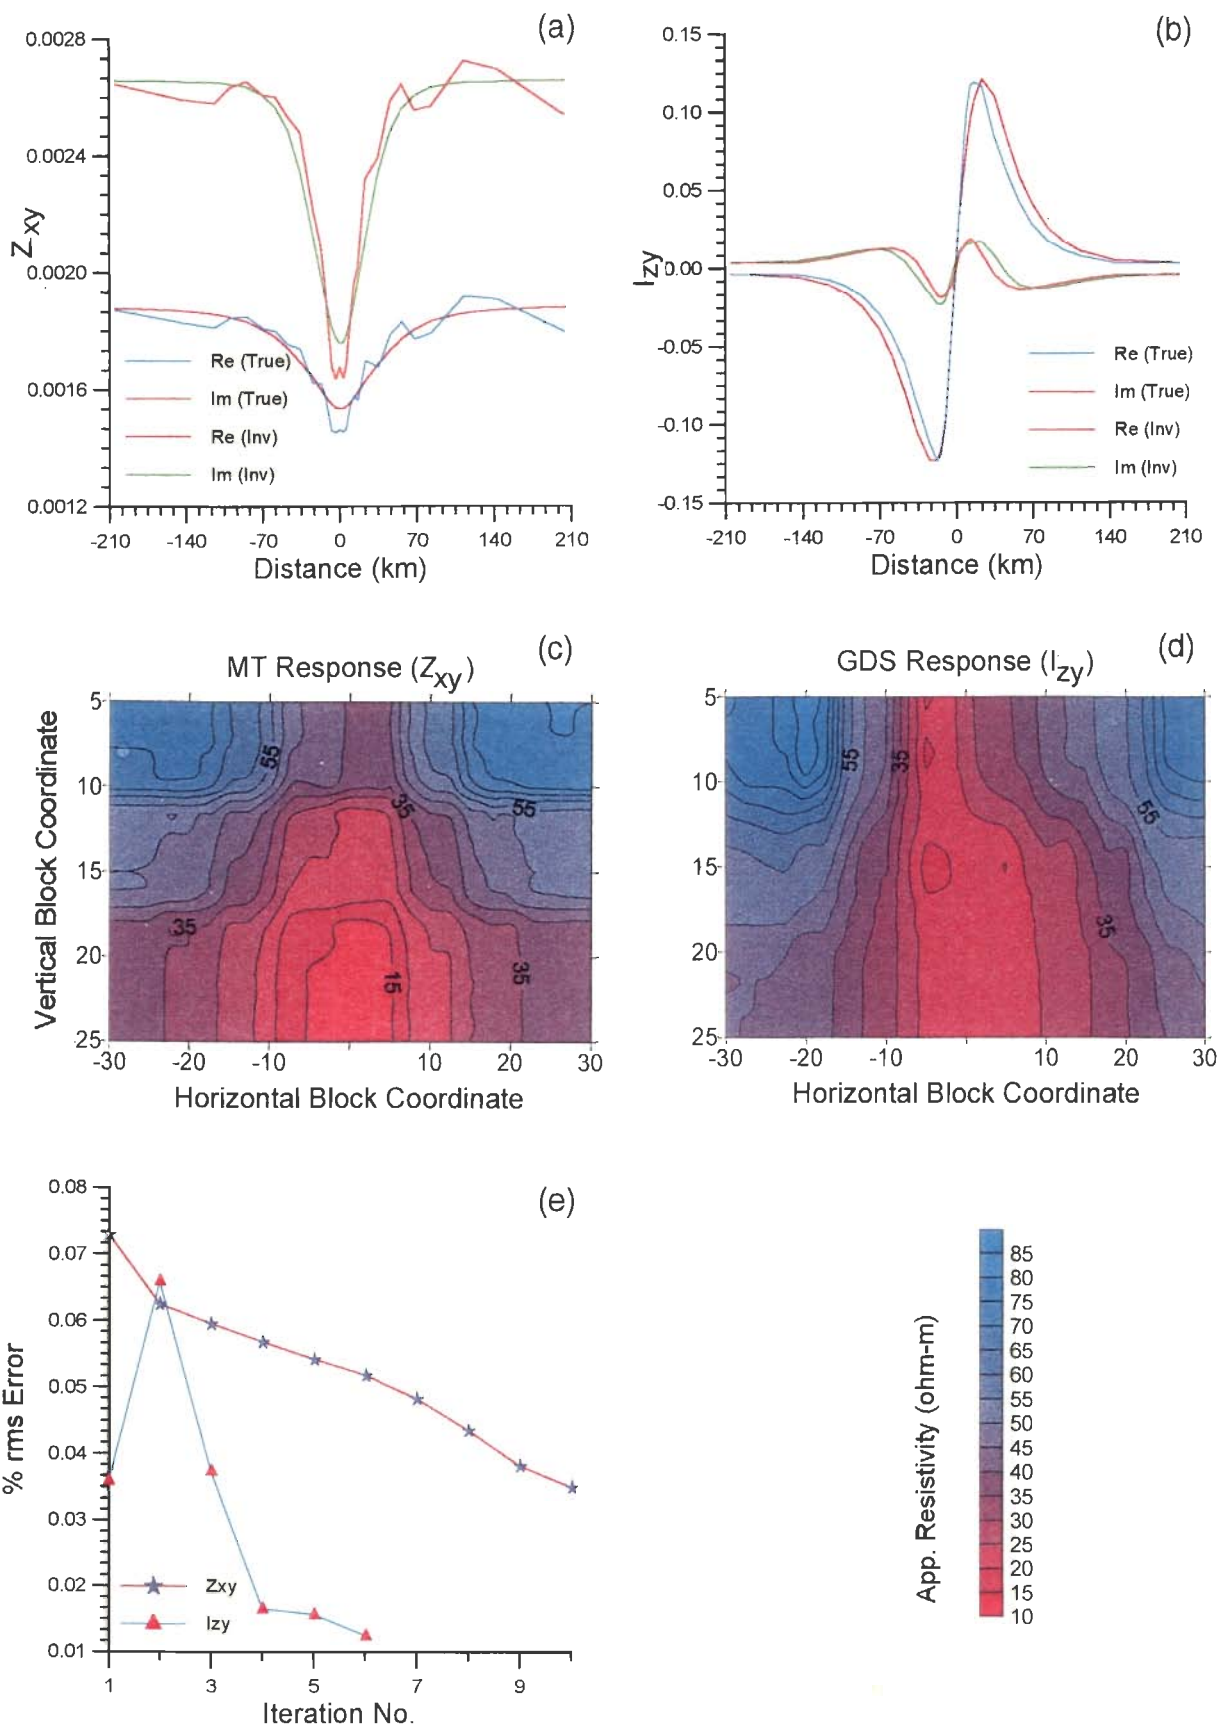 (a)
0.0028
0.0024
0.0020
0.0016
0.0012
Zxy
Re (True)
Im (True)
Re (Inv)
Im (Inv)
-210 -140 -70 0 70 140 210
Distance (km)
(b)
0.15
0.10
0.05
0.00
-0.05
-0.10
-0.15
Izy
Re (True)
Im (True)
Re (Inv)
Im (Inv)
-210 -140 -70 0 70 140 210
Distance (km)
(c)
MT Response (Zxy)
Vertical Block Coordinate
5
10
15
20
25
55
35
55
35
15
35
-30 -20 -10 10 20 30
Horizontal Block Coordinate
(d)
GDS Response (Izy)
5
10
15
20
25
55
35
55
35
-30 -20 -10 10 20 30
Horizontal Block Coordinate
(e)
0.08
0.07
0.06
0.05
0.04
0.03
0.02
0.01
% rms Error
Zxy
Izy
1 3 5 7 9
Iteration No.
App. Resistivity (ohm-m)
85
80
75
70
65
60
55
50
45
40
35
30
25
20
15
10